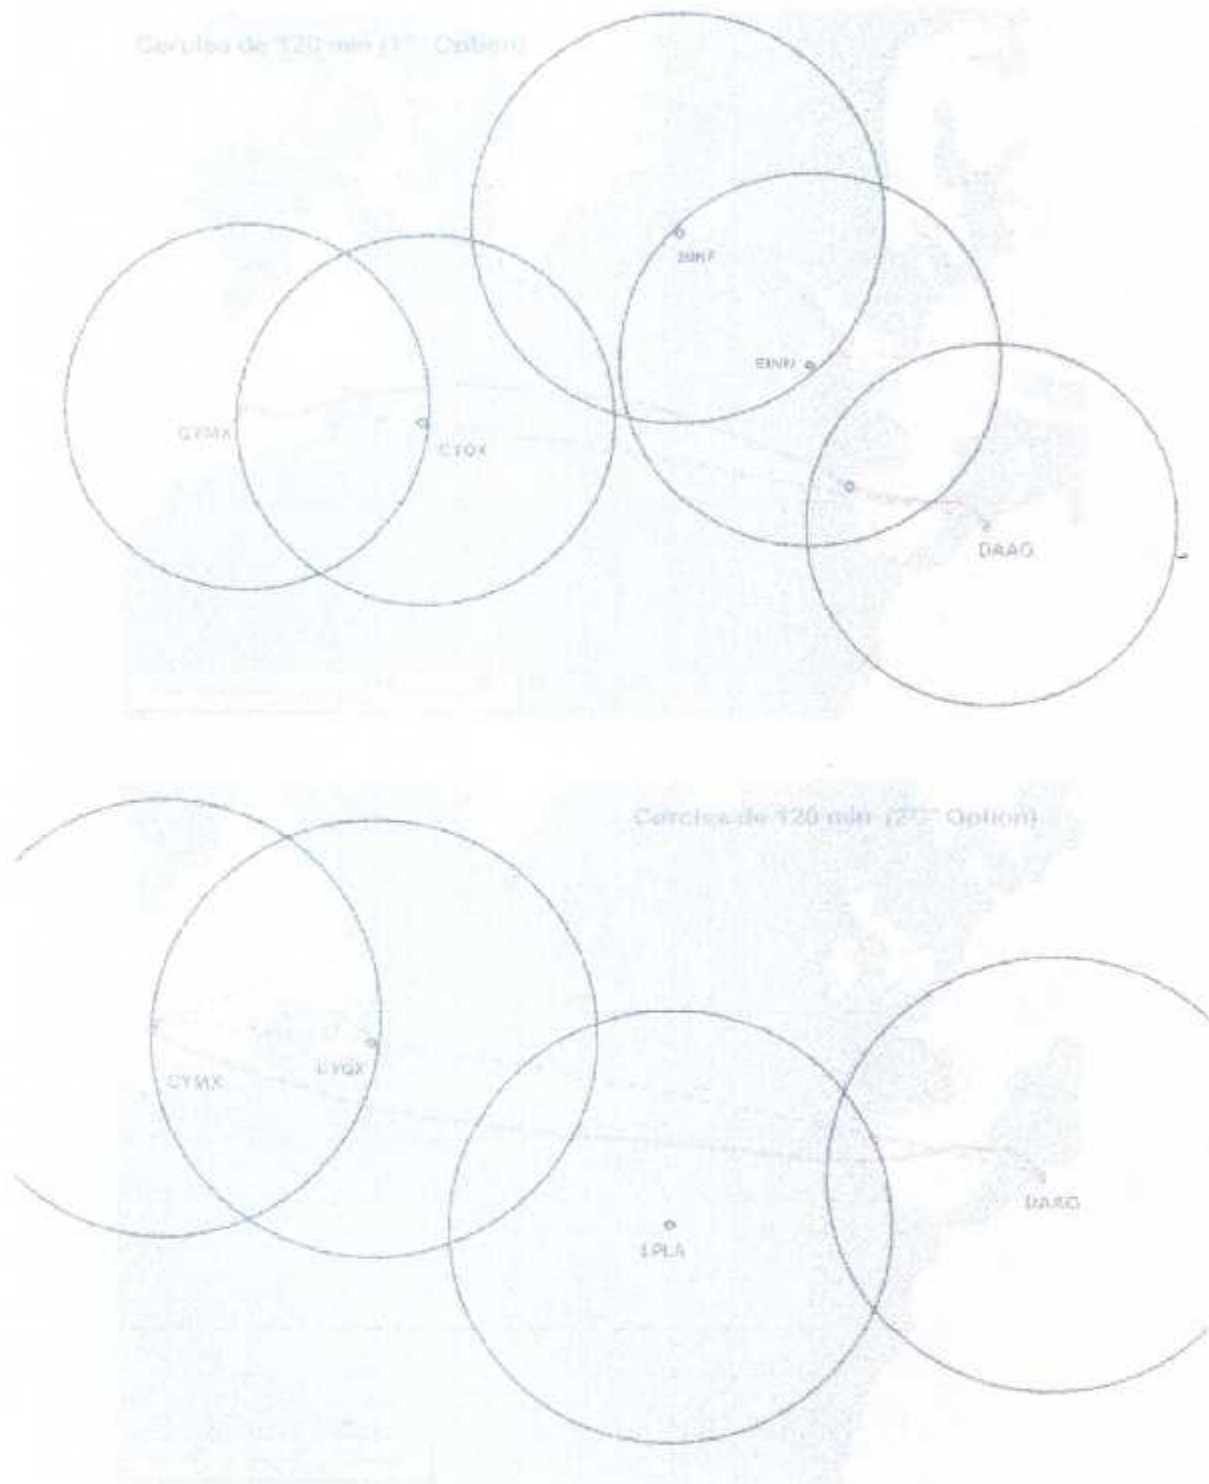 Cercles de 120 min (1ère Option)
BIKF
EINN
CYMX
CYQX
DAAG
Cercles de 120 min (2ème Option)
CYQX
CYMX
DAAG
LPLA